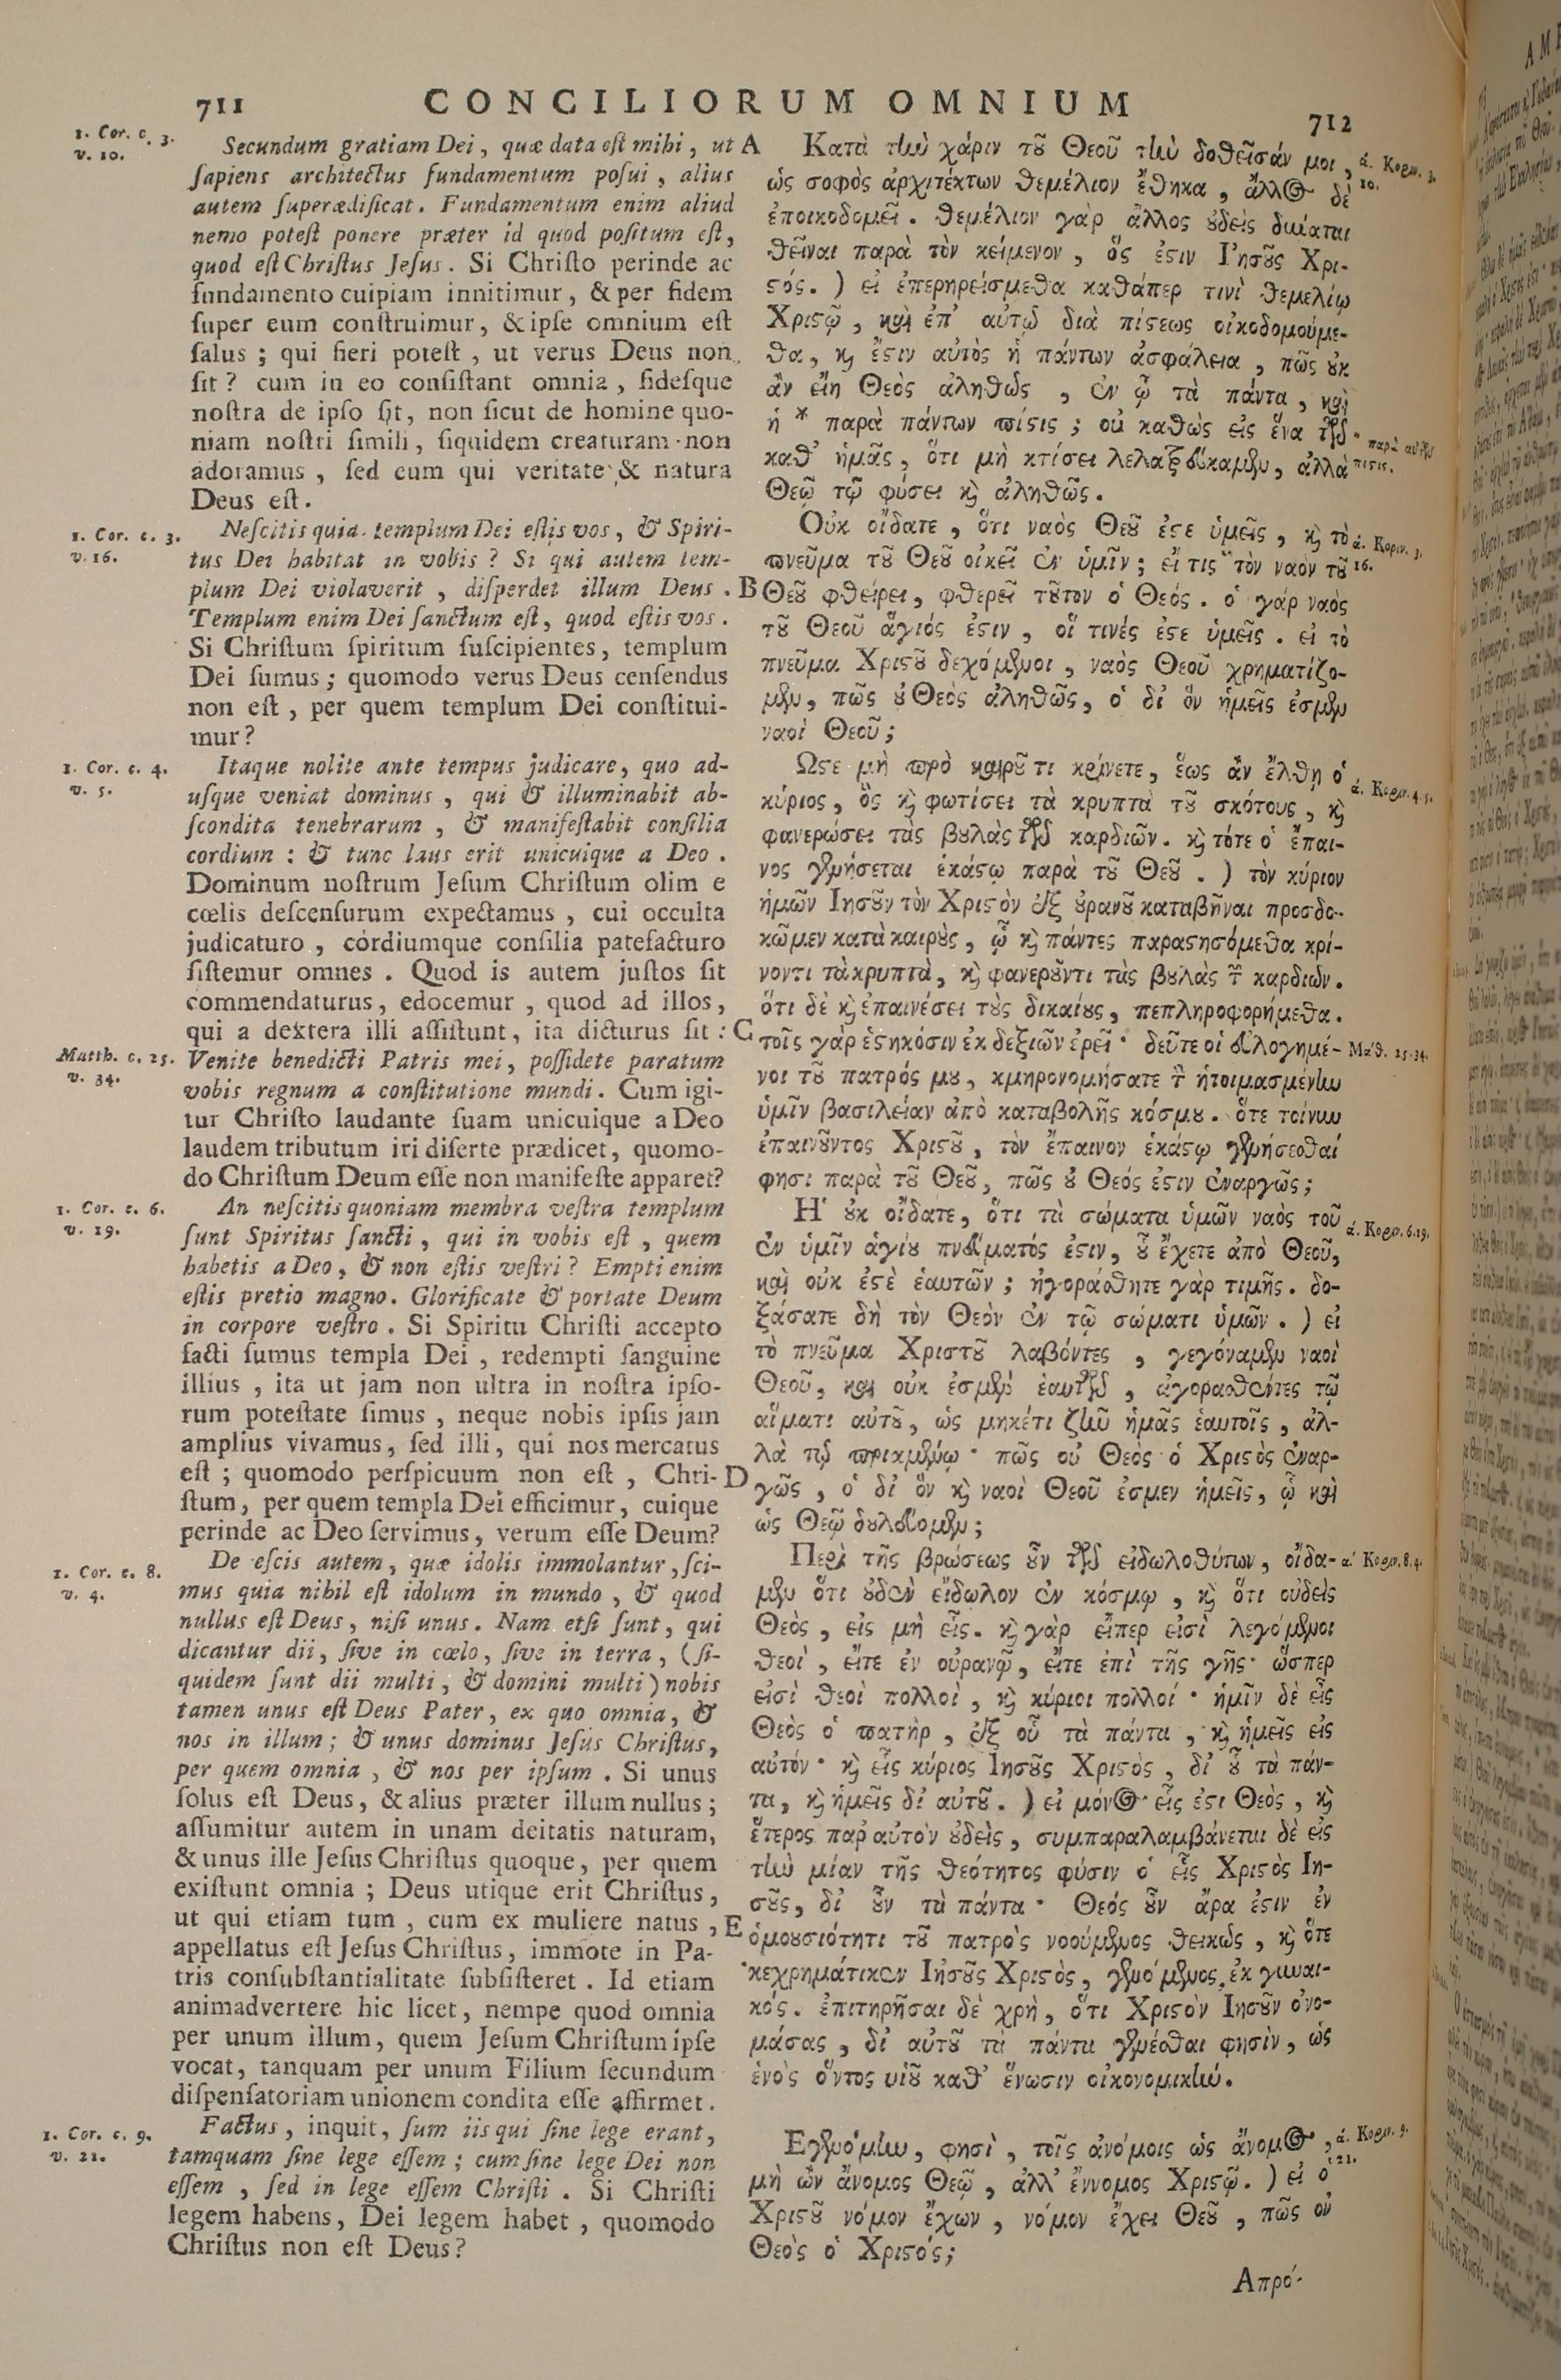 711
CONCILIORUM OMNIUM
712
1. Cor. c. 3.
v. 10.
Secundum gratiam Dei, quæ data est mihi, ut
sapiens architectus fundamentum posui, alius
autem superædificat. Fundamentum enim aliud
nemo potest ponere præter id quod positum est,
quod est Christus Jesus. Si Christo perinde ac
fundamento cuipiam innitimur, & per fidem
super eum construimur, & ipse omnium est
salus; qui fieri potest, ut verus Deus non
sit? cum in eo consistant omnia, fidesque
nostra de ipso sit, non sicut de homine quo-
niam nostri simili, siquidem creaturam non
adoramus, sed eum qui veritate & natura
Deus est.
1. Cor. c. 3.
v. 16.
Nescitis quia templum Dei estis vos, & Spiri-
tus Dei habitat in vobis? Si qui autem tem-
plum Dei violaverit, disperdet illum Deus.
Templum enim Dei sanctum est, quod estis vos.
Si Christum spiritum suscipientes, templum
Dei sumus; quomodo verus Deus censendus
non est, per quem templum Dei constitui-
mur?
1. Cor. c. 4.
v. 5.
Itaque nolite ante tempus judicare, quo ad-
usque veniat dominus, qui & illuminabit ab-
scondita tenebrarum, & manifestabit consilia
cordium: & tunc laus erit unicuique a Deo.
Dominum nostrum Jesum Christum olim e
cœlis descensurum expectamus, cui occulta
judicaturo, cordiumque consilia patefacturo
sistemur omnes. Quod is autem justos sit
commendaturus, edocemur, quod ad illos,
qui a dextera illi assistunt, ita dicturus sit:
Matth. c. 25.
v. 34.
Venite benedicti Patris mei, possidete paratum
vobis regnum a constitutione mundi. Cum igi-
tur Christo laudante suam unicuique a Deo
laudem tributum iri diserte prædicet, quomo-
do Christum Deum esse non manifeste apparet?
1. Cor. c. 6.
v. 19.
An nescitis quoniam membra vestra templum
sunt Spiritus sancti, qui in vobis est, quem
habetis a Deo, & non estis vestri? Empti enim
estis pretio magno. Glorificate & portate Deum
in corpore vestro. Si Spiritu Christi accepto
facti sumus templa Dei, redempti sanguine
illius, ita ut jam non ultra in nostra ipso-
rum potestate simus, neque nobis ipsis jam
amplius vivamus, sed illi, qui nos mercatus
est; quomodo perspicuum non est, Chri-
stum, per quem templa Dei efficimur, cuique
perinde ac Deo servimus, verum esse Deum?
1. Cor. c. 8.
v. 4.
De escis autem, quæ idolis immolantur, sci-
mus quia nihil est idolum in mundo, & quod
nullus est Deus, nisi unus. Nam etsi sunt, qui
dicantur dii, sive in cœlo, sive in terra, (si-
quidem sunt dii multi, & domini multi) nobis
tamen unus est Deus Pater, ex quo omnia, &
nos in illum; & unus dominus Jesus Christus,
per quem omnia, & nos per ipsum. Si unus
solus est Deus, & alius præter illum nullus;
assumitur autem in unam deitatis naturam,
& unus ille Jesus Christus quoque, per quem
existunt omnia; Deus utique erit Christus,
ut qui etiam tum, cum ex muliere natus,
appellatus est Jesus Christus, immote in Pa-
tris consubstantialitate subsisteret. Id etiam
animadvertere hic licet, nempe quod omnia
per unum illum, quem Jesum Christum ipse
vocat, tanquam per unum Filium secundum
dispensatoriam unionem condita esse affirmet.
1. Cor. c. 9.
v. 21.
Factus, inquit, sum iis qui sine lege erant,
tamquam sine lege essem; cum sine lege Dei non
essem, sed in lege essem Christi. Si Christi
legem habens, Dei legem habet, quomodo
Christus non est Deus?
A
B
C
D
E
Κατὰ τὴν χάριν τοῦ Θεοῦ τὴν δοθεῖσάν μοι,
ὡς σοφὸς ἀρχιτέκτων θεμέλιον ἔθηκα, ἄλλος δὲ
ἐποικοδομεῖ. θεμέλιον γὰρ ἄλλος οὐδεὶς δύναται
θεῖναι παρὰ τὸν κείμενον, ὅς ἐστιν Ἰησοῦς Χρι-
στός. ) εἰ ἐπερηρείσμεθα καθάπερ τινὶ θεμελίῳ
Χριστῷ, καὶ ἐπ' αὐτῷ διὰ πίστεως οἰκοδομούμε-
θα, καὶ ἔστιν αὐτὸς ἡ πάντων ἀσφάλεια, πῶς οὐκ
ἂν εἴη Θεὸς ἀληθῶς, ἐν ᾧ τὰ πάντα, καὶ
ἡ * παρὰ πάντων πίστις; οὐ καθὼς εἰς ἕνα τῶν
καθ' ἡμᾶς, ὅτι μὴ κτίσει λελατρεύκαμεν, ἀλλὰ
Θεῷ τῷ φύσει καὶ ἀληθῶς.
Οὐκ οἴδατε, ὅτι ναὸς Θεοῦ ἐστε ὑμεῖς, καὶ τὸ
πνεῦμα τοῦ Θεοῦ οἰκεῖ ἐν ὑμῖν; εἴ τις τὸν ναὸν τοῦ
Θεοῦ φθείρει, φθερεῖ τοῦτον ὁ Θεός. ὁ γάρ ναὸς
τοῦ Θεοῦ ἅγιός ἐστιν, οἵ τινές ἐστε ὑμεῖς. εἰ τὸ
πνεῦμα Χριστοῦ δεχόμενοι, ναὸς Θεοῦ χρηματίζο-
μεν, πῶς οὐ Θεὸς ἀληθῶς, ὁ δι' ὃν ἡμεῖς ἐσμεν
ναοὶ Θεοῦ;
Ὥστε μὴ πρὸ καιροῦ τι κρίνετε, ἕως ἂν ἔλθῃ ὁ
κύριος, ὃς καὶ φωτίσει τὰ κρυπτὰ τοῦ σκότους, καὶ
φανερώσει τὰς βουλὰς τῶν καρδιῶν. καὶ τότε ὁ ἔπαι-
νος γενήσεται ἑκάστῳ παρὰ τοῦ Θεοῦ. ) τὸν κύριον
ἡμῶν Ἰησοῦν τὸν Χριστὸν ἐξ οὐρανοῦ καταβῆναι προσδο-
κῶμεν κατὰ καιροὺς, ᾧ καὶ πάντες παραστησόμεθα κρί-
νοντι τὰ κρυπτὰ, καὶ φανεροῦντι τὰς βουλὰς τῶν καρδιῶν.
ὅτι δὲ καὶ ἐπαινέσει τοὺς δικαίους, πεπληροφορήμεθα.
τοῖς γὰρ ἑστηκόσιν ἐκ δεξιῶν ἐρεῖ· δεῦτε οἱ εὐλογημέ-
νοι τοῦ πατρός μου, κληρονομήσατε τὴν ἡτοιμασμένην
ὑμῖν βασιλείαν ἀπὸ καταβολῆς κόσμου. ὅτε τοίνυν
ἐπαινοῦντος Χριστοῦ, τὸν ἔπαινον ἑκάστῳ γενήσεσθαί
φησι παρὰ τοῦ Θεοῦ, πῶς οὐ Θεός ἐστιν ἐναργῶς;
Ἢ οὐκ οἴδατε, ὅτι τὰ σώματα ὑμῶν ναὸς τοῦ
ἐν ὑμῖν ἁγίου πνεύματός ἐστιν, οὗ ἔχετε ἀπὸ Θεοῦ,
καὶ οὐκ ἐστὲ ἑαυτῶν; ἠγοράσθητε γὰρ τιμῆς. δο-
ξάσατε δὴ τὸν Θεὸν ἐν τῷ σώματι ὑμῶν. ) εἰ
τὸ πνεῦμα Χριστοῦ λαβόντες, γεγόναμεν ναοὶ
Θεοῦ, καὶ οὐκ ἐσμὲν ἑαυτῶν, ἀγορασθέντες τῷ
αἵματι αὐτοῦ, ὡς μηκέτι ζῆν ἡμᾶς ἑαυτοῖς, ἀλ-
λὰ τῷ πριαμένῳ· πῶς οὐ Θεὸς ὁ Χριστὸς ἐναρ-
γῶς, ὁ δι' ὃν καὶ ναοὶ Θεοῦ ἐσμεν ἡμεῖς, ᾧ καὶ
ὡς Θεῷ δουλεύομεν;
Περὶ τῆς βρώσεως οὖν τῶν εἰδωλοθύτων, οἴδα-
μεν ὅτι οὐδὲν εἴδωλον ἐν κόσμῳ, καὶ ὅτι οὐδεὶς
Θεὸς, εἰς μὴ εἷς. καὶ γὰρ εἴπερ εἰσὶ λεγόμενοι
θεοὶ, εἴτε ἐν οὐρανῷ, εἴτε ἐπὶ τῆς γῆς· ὥσπερ
εἰσὶ θεοὶ πολλοὶ, καὶ κύριοι πολλοί· ἡμῖν δὲ εἷς
Θεὸς ὁ πατὴρ, ἐξ οὗ τὰ πάντα, καὶ ἡμεῖς εἰς
αὐτόν· καὶ εἷς κύριος Ἰησοῦς Χριστὸς, δι' οὗ τὰ πάν-
τα, καὶ ἡμεῖς δι' αὐτοῦ. ) εἰ μόνος εἷς ἐστι Θεὸς, καὶ
ἕτερος παρ' αὐτὸν οὐδεὶς, συμπαραλαμβάνεται δὲ εἰς
τὴν μίαν τῆς θεότητος φύσιν ὁ εἷς Χριστὸς Ἰη-
σοῦς, δι' οὗν τὰ πάντα· Θεός οὖν ἄρα ἐστιν ἐν
ὁμοουσιότητι τοῦ πατρὸς νοούμενος θεικῶς, καὶ ὅτε
κεχρημάτικεν Ἰησοῦς Χριστὸς, γενόμενος ἐκ γυναι-
κός. ἐπιτηρῆσαι δὲ χρὴ, ὅτι Χριστὸν Ἰησοῦν ὀνο-
μάσας, δι' αὐτοῦ τὰ πάντα γενέσθαι φησὶν, ὡς
ἑνὸς ὄντος υἱοῦ καθ' ἕνωσιν οἰκονομικήν.
Ἐγενόμην, φησὶ, τοῖς ἀνόμοις ὡς ἄνομος,
μὴ ὢν ἄνομος Θεῷ, ἀλλ' ἔννομος Χριστῷ. ) εἰ ὁ
Χριστοῦ νόμον ἔχων, νόμον ἔχει Θεοῦ, πῶς οὐ
Θεὸς ὁ Χριστός;
Ἀπρό-
ά. Κοριν. 3.
10.
* παρὰ αὐτῶν
πίστις.
ά. Κοριν. 3.
16.
ά. Κοριν. 4. 5.
Ματθ. 25. 34.
ά. Κοριν. 6. 19.
ά. Κοριν. 8. 4.
ά. Κοριν. 9.
21.